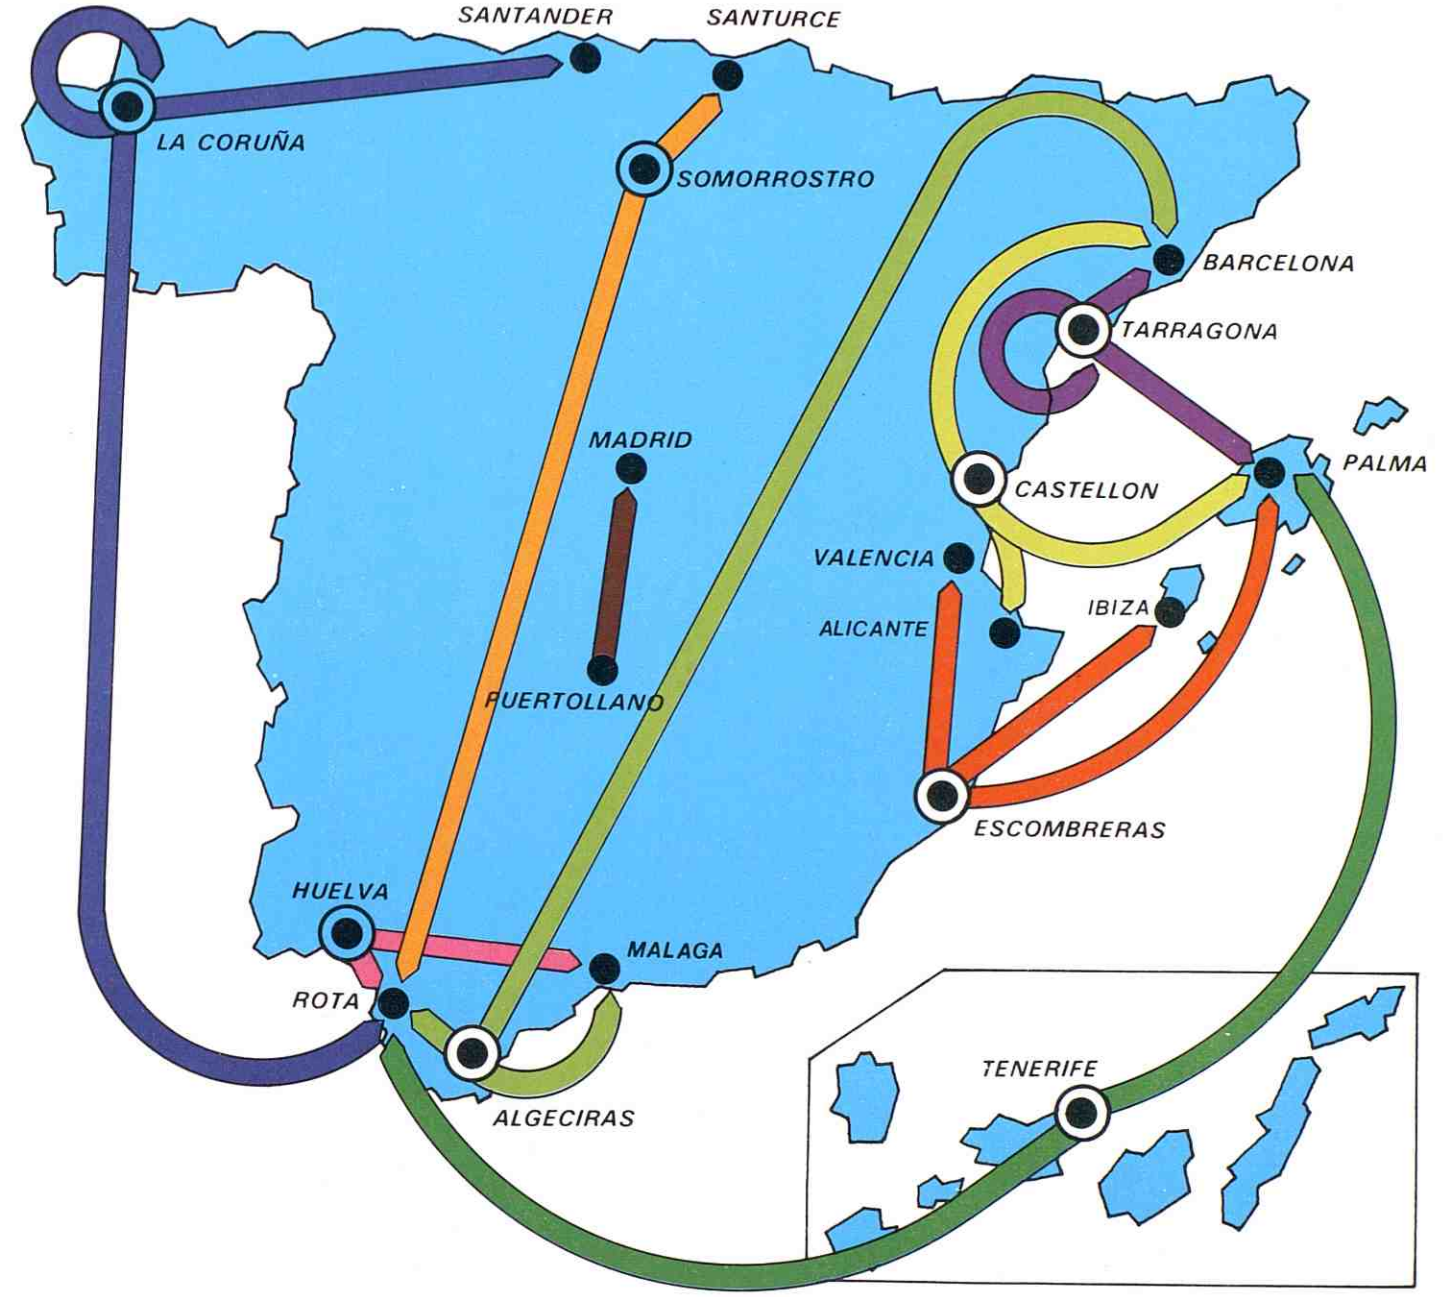 SANTANDER
SANTURCE
LA CORUÑA
SOMORROSTRO
BARCELONA
TARRAGONA
MADRID
PALMA
CASTELLON
VALENCIA
IBIZA
ALICANTE
PUERTOLLANO
ESCOMBRERAS
HUELVA
MALAGA
ROTA
TENERIFE
ALGECIRAS